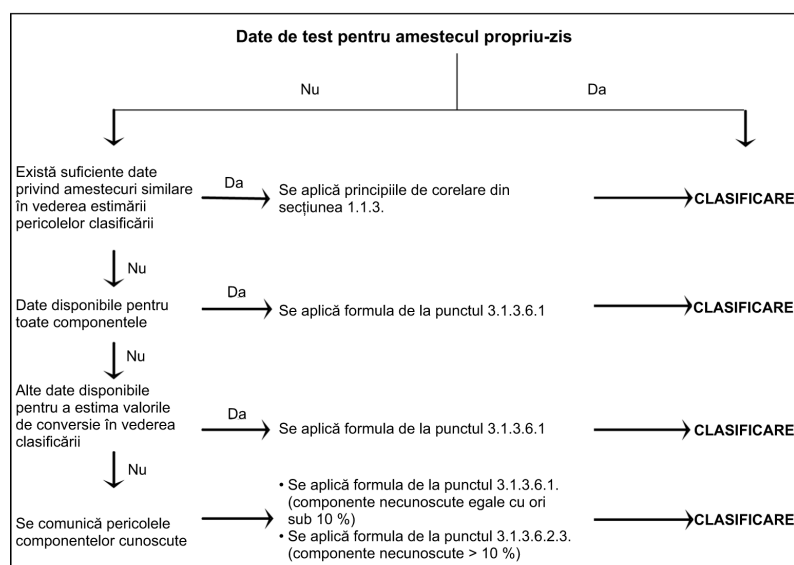 Date de test pentru amestecul propriu-zis
Nu
Da
Există suficiente date
privind amestecuri similare
în vederea estimării
pericolelor clasificării
Da
Se aplică principiile de corelare din
secțiunea 1.1.3.
CLASIFICARE
Nu
Date disponibile pentru
toate componentele
Da
Se aplică formula de la punctul 3.1.3.6.1
CLASIFICARE
Nu
Alte date disponibile
pentru a estima valorile
de conversie în vederea
clasificării
Da
Se aplică formula de la punctul 3.1.3.6.1
CLASIFICARE
Nu
Se comunică pericolele
componentelor cunoscute
• Se aplică formula de la punctul 3.1.3.6.1.
(componente necunoscute egale cu ori
sub 10 %)
• Se aplică formula de la punctul 3.1.3.6.2.3.
(componente necunoscute > 10 %)
CLASIFICARE